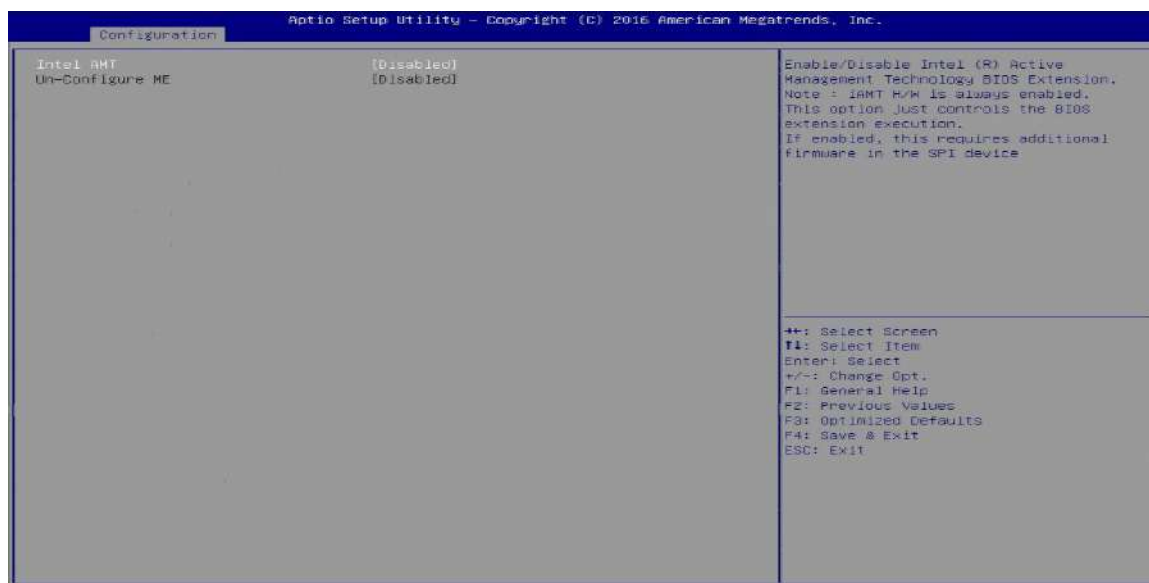 Aptio Setup Utility – Copyright (C) 2016 American Megatrends, Inc.
Configuration
Intel AMT [Disabled]
Un-Configure ME [Disabled]
Enable/Disable Intel (R) Active
Management Technology BIOS Extension.
Note : iAMT H/W is always enabled.
This option just controls the BIOS
extension execution.
If enabled, this requires additional
firmware in the SPI device
→←: Select Screen
↑↓: Select Item
Enter: Select
+/-: Change Opt.
F1: General Help
F2: Previous Values
F3: Optimized Defaults
F4: Save & Exit
ESC: Exit